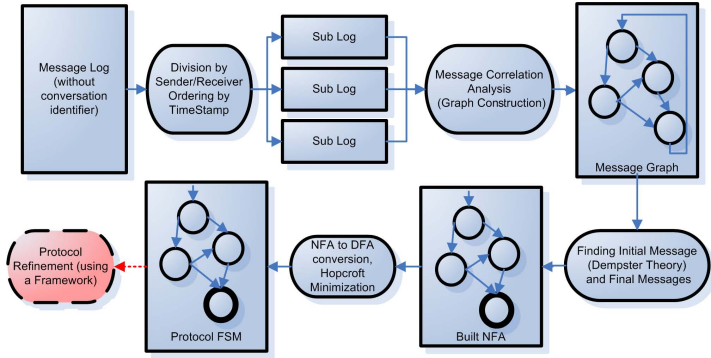 Message Log
(without
conversation
identifier)
Division by
Sender/Receiver
Ordering by
TimeStamp
Sub Log
Sub Log
Sub Log
Message Correlation
Analysis
(Graph Construction)
Message Graph
Finding Initial Message
(Dempster Theory)
and Final Messages
Built NFA
NFA to DFA
conversion,
Hopcroft
Minimization
Protocol FSM
Protocol
Refinement (using
a Framework)